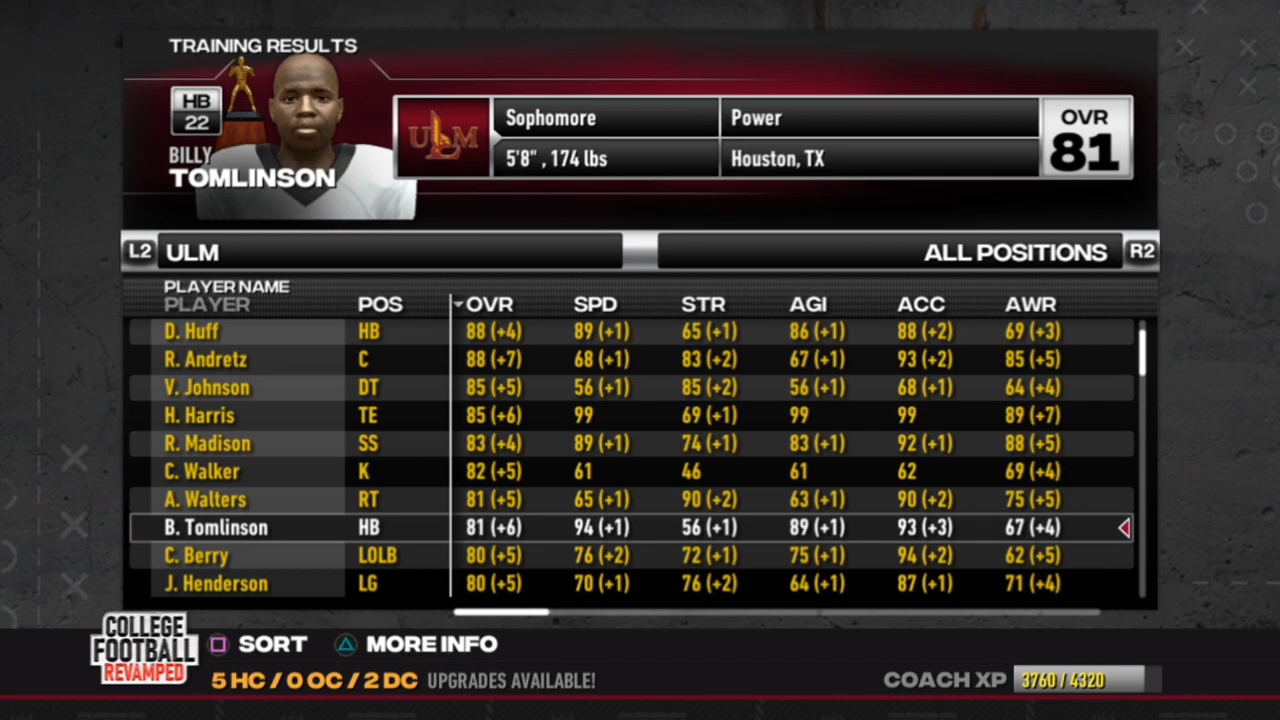 TRAINING RESULTS
HB
22
BILLY
TOMLINSON
ULM
Sophomore
Power
5'8" , 174 lbs
Houston, TX
OVR
81
L2 ULM
ALL POSITIONS R2
PLAYER NAME
PLAYER POS OVR SPD STR AGI ACC AWR
D. Huff HB 88 (+4) 89 (+1) 65 (+1) 86 (+1) 88 (+2) 69 (+3)
R. Andretz C 88 (+7) 68 (+1) 83 (+2) 67 (+1) 93 (+2) 85 (+5)
V. Johnson DT 85 (+5) 56 (+1) 85 (+2) 56 (+1) 68 (+1) 64 (+4)
H. Harris TE 85 (+6) 99 69 (+1) 99 99 89 (+7)
R. Madison SS 83 (+4) 89 (+1) 74 (+1) 83 (+1) 92 (+1) 88 (+5)
C. Walker K 82 (+5) 61 46 61 62 69 (+4)
A. Walters RT 81 (+5) 65 (+1) 90 (+2) 63 (+1) 90 (+2) 75 (+5)
B. Tomlinson HB 81 (+6) 94 (+1) 56 (+1) 89 (+1) 93 (+3) 67 (+4)
C. Berry LOLB 80 (+5) 76 (+2) 72 (+1) 75 (+1) 94 (+2) 62 (+5)
J. Henderson LG 80 (+5) 70 (+1) 76 (+2) 64 (+1) 87 (+1) 71 (+4)
COLLEGE
FOOTBALL
REVAMPED
SORT MORE INFO
5 HC / 0 OC / 2 DC UPGRADES AVAILABLE!
COACH XP 3760 / 4320